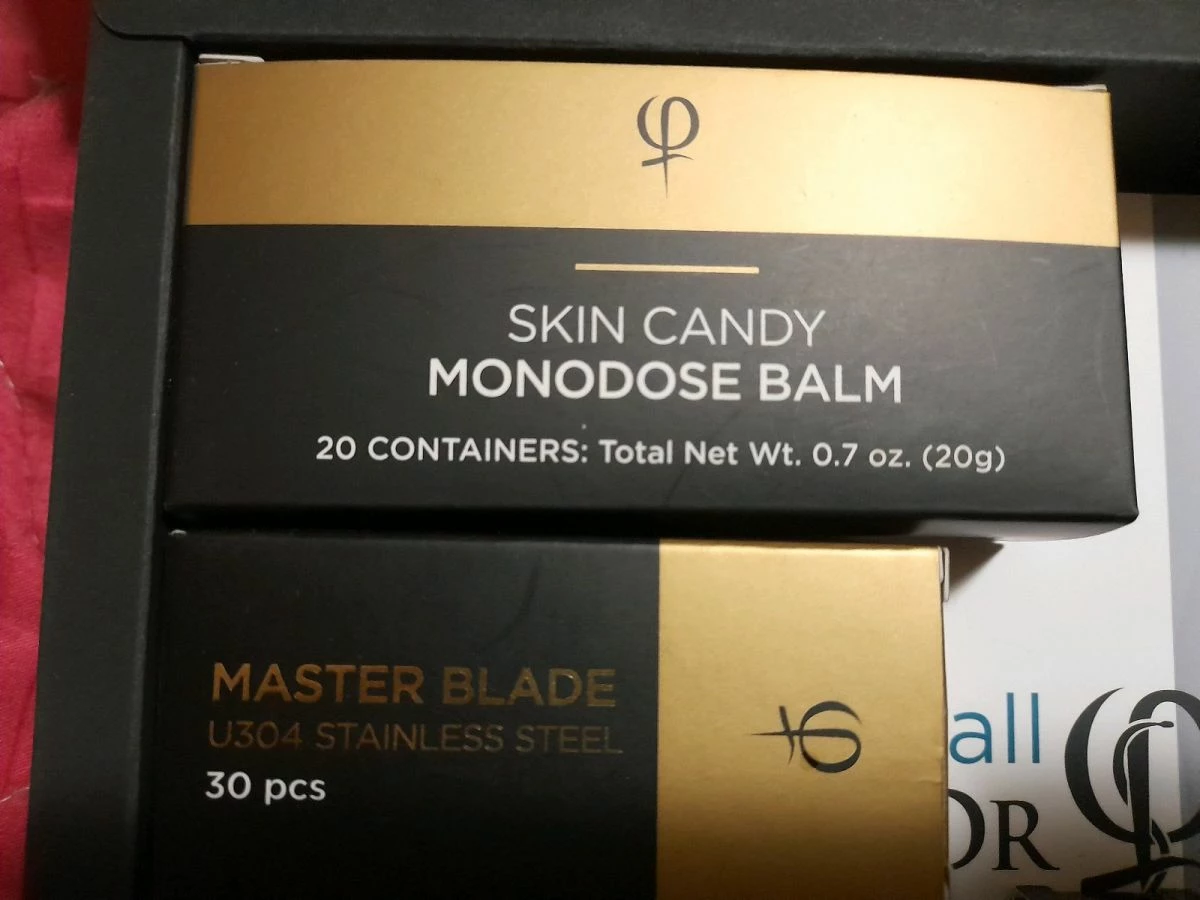 SKIN CANDY
MONODOSE BALM
20 CONTAINERS: Total Net Wt. 0.7 oz. (20g)
MASTER BLADE
U304 STAINLESS STEEL
30 pcs
all
OR